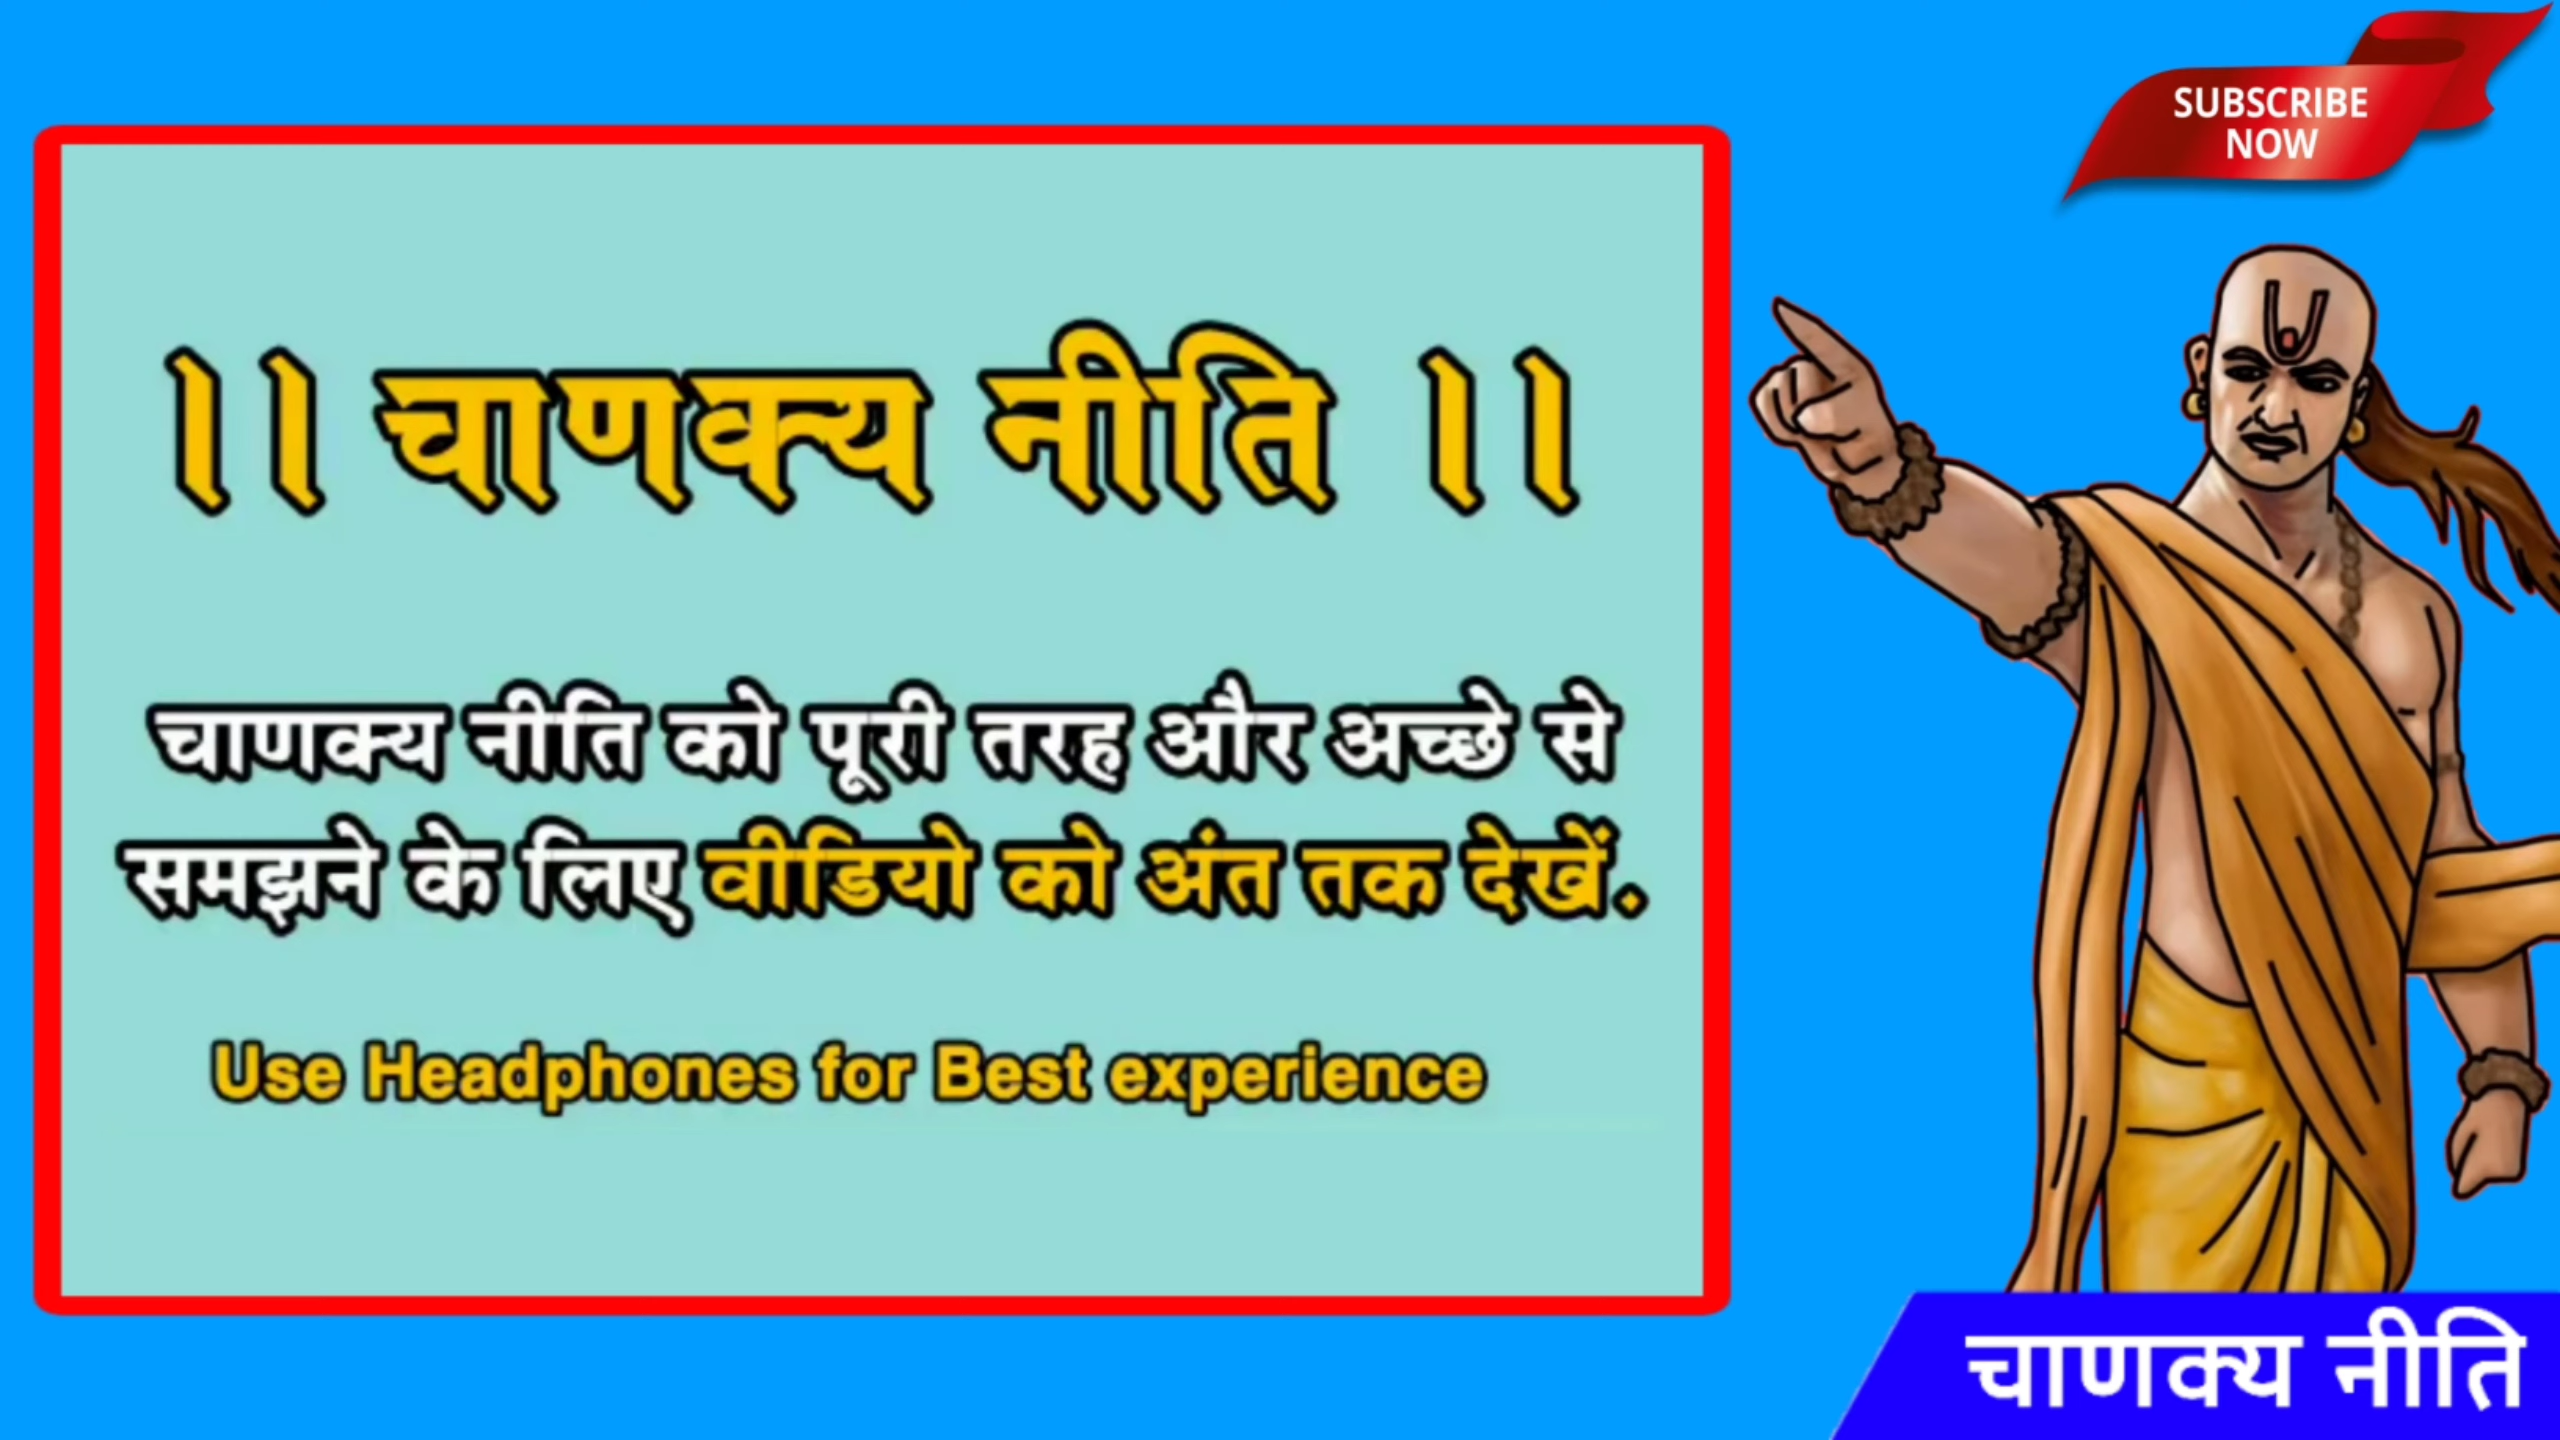 SUBSCRIBE
NOW
।। चाणक्य नीति ।।
चाणक्य नीति को पूरी तरह और अच्छे से
समझने के लिए वीडियो को अंत तक देखें.
Use Headphones for Best experience
चाणक्य नीति